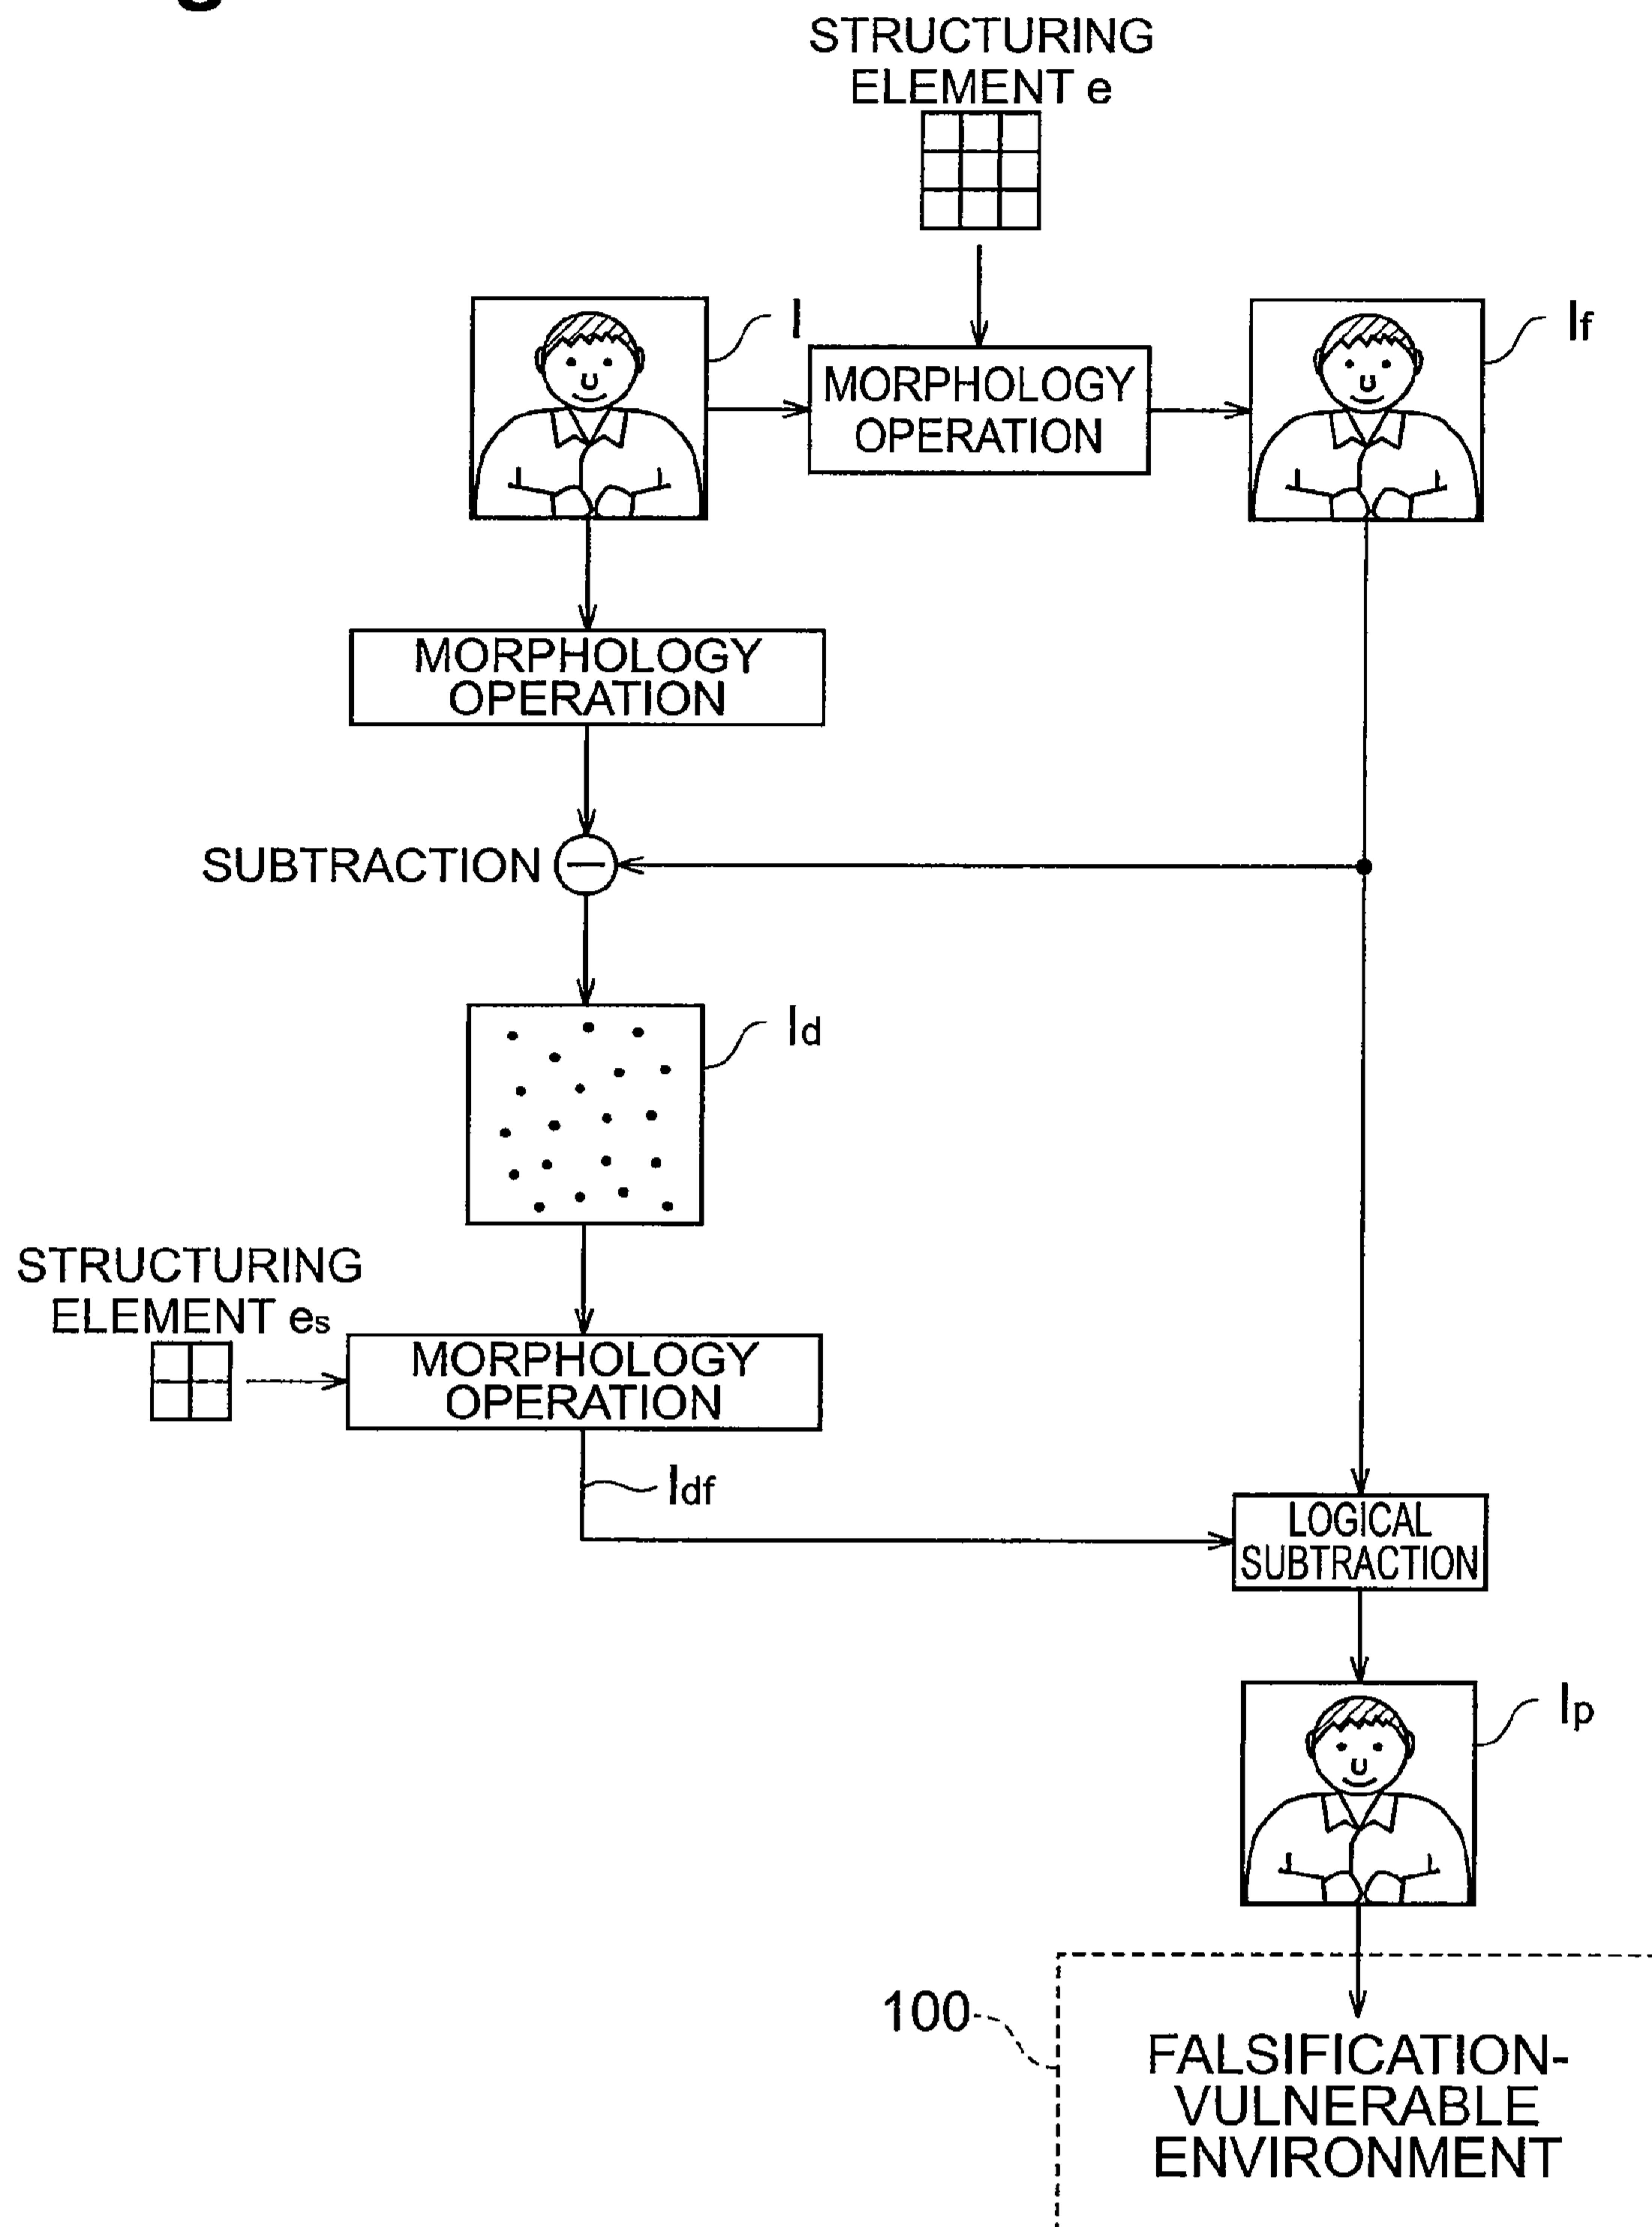 STRUCTURING
ELEMENT e
I
MORPHOLOGY
OPERATION
If
MORPHOLOGY
OPERATION
SUBTRACTION
Id
STRUCTURING
ELEMENT es
MORPHOLOGY
OPERATION
Idf
LOGICAL
SUBTRACTION
Ip
100
FALSIFICATION-
VULNERABLE
ENVIRONMENT